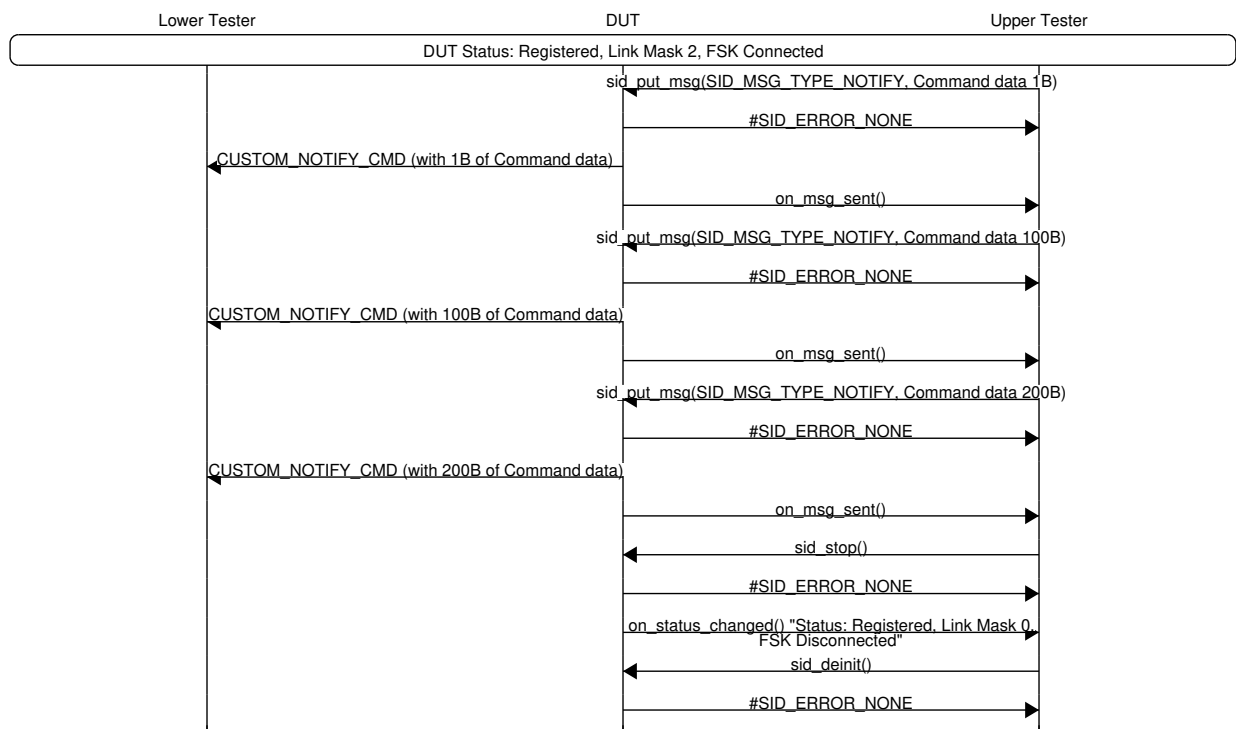 Lower Tester
DUT
Upper Tester
DUT Status: Registered, Link Mask 2, FSK Connected
sid_put_msg(SID_MSG_TYPE_NOTIFY, Command data 1B)
#SID_ERROR_NONE
CUSTOM_NOTIFY_CMD (with 1B of Command data)
on_msg_sent()
sid_put_msg(SID_MSG_TYPE_NOTIFY, Command data 100B)
#SID_ERROR_NONE
CUSTOM_NOTIFY_CMD (with 100B of Command data)
on_msg_sent()
sid_put_msg(SID_MSG_TYPE_NOTIFY, Command data 200B)
#SID_ERROR_NONE
CUSTOM_NOTIFY_CMD (with 200B of Command data)
on_msg_sent()
sid_stop()
#SID_ERROR_NONE
on_status_changed() "Status: Registered, Link Mask 0,
FSK Disconnected"
sid_deinit()
#SID_ERROR_NONE